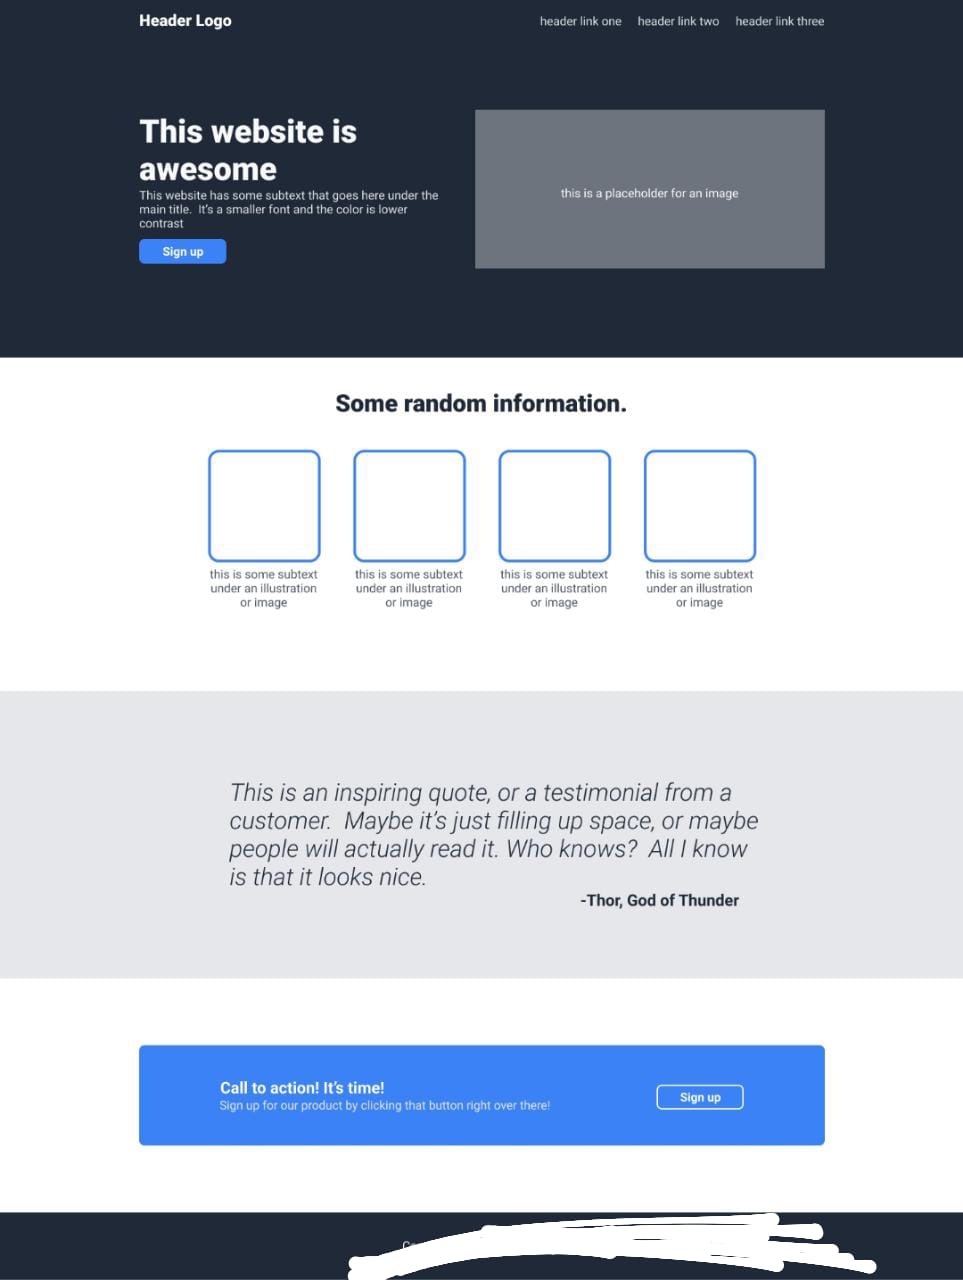 Header Logo
header link one header link two header link three
This website is
awesome
This website has some subtext that goes here under the
main title.  It’s a smaller font and the color is lower
contrast
Sign up
this is a placeholder for an image
Some random information.
this is some subtext
under an illustration
or image
this is some subtext
under an illustration
or image
this is some subtext
under an illustration
or image
this is some subtext
under an illustration
or image
This is an inspiring quote, or a testimonial from a
customer.  Maybe it’s just filling up space, or maybe
people will actually read it. Who knows?  All I know
is that it looks nice.
-Thor, God of Thunder
Call to action! It’s time!
Sign up for our product by clicking that button right over there!
Sign up